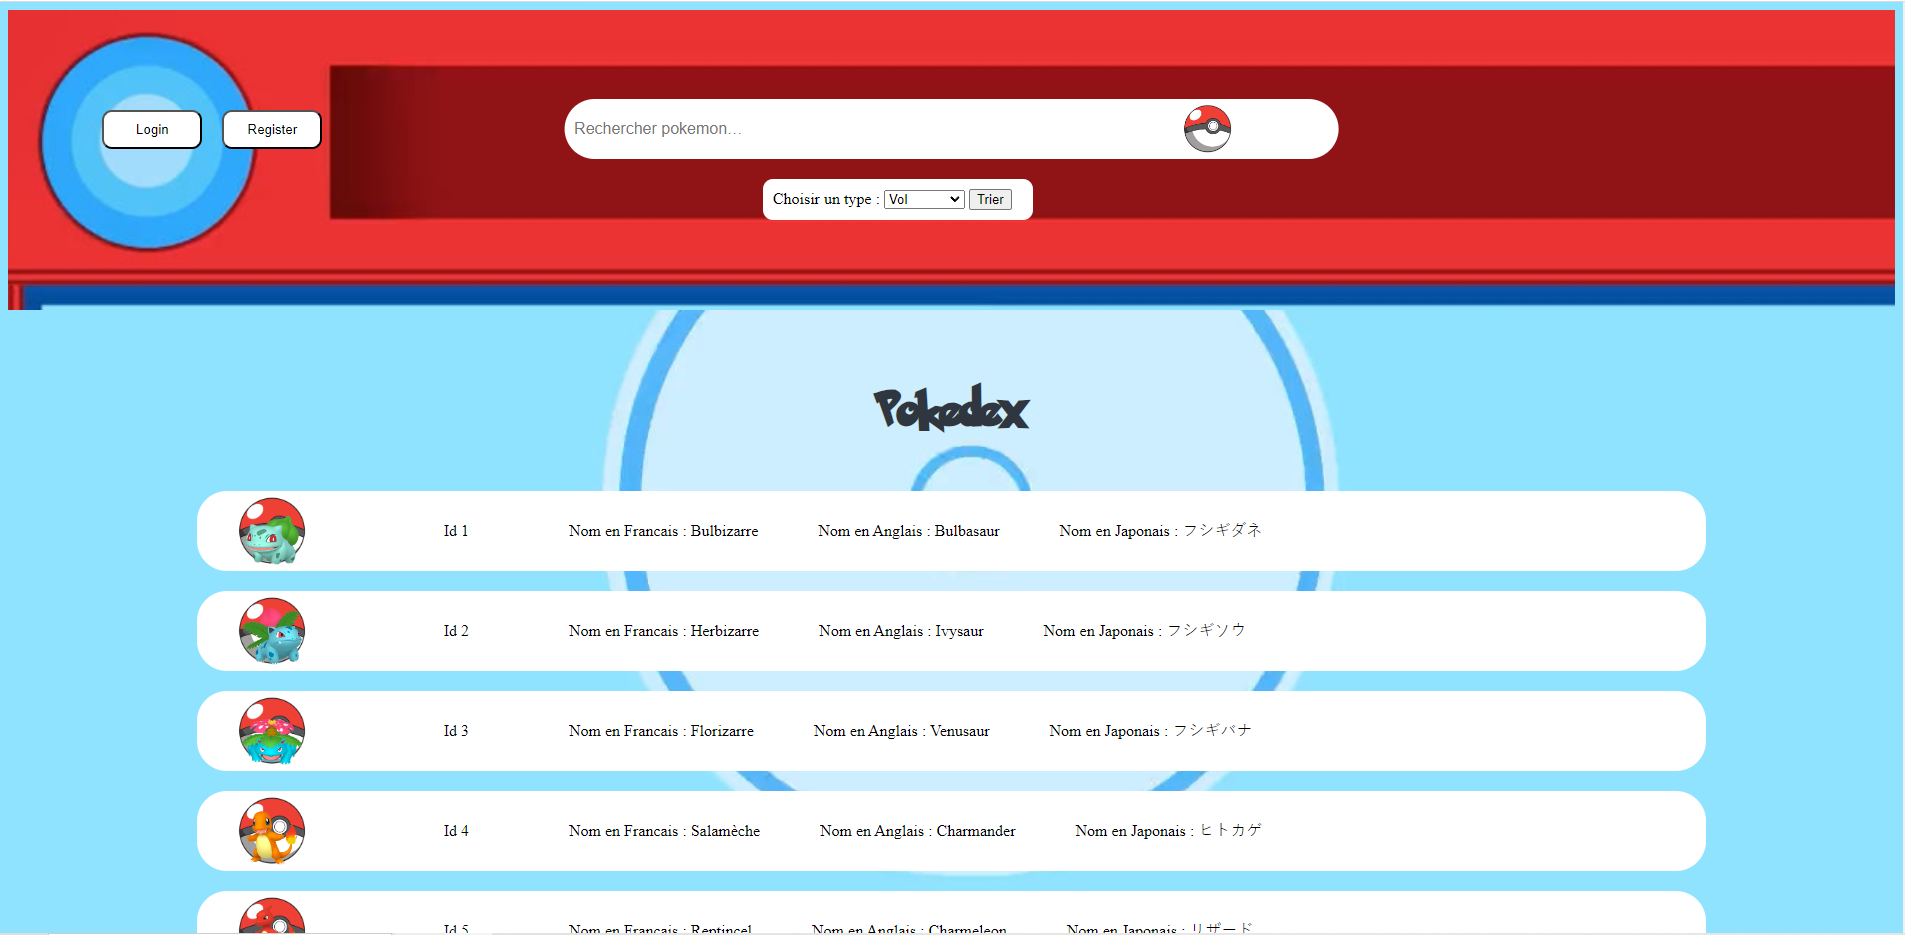 Login Register Rechercher pokemon...
Choisir un type : Vol Trier
Pokedex
Id 1 Nom en Francais : Bulbizarre Nom en Anglais : Bulbasaur Nom en Japonais : フシギダネ
Id 2 Nom en Francais : Herbizarre Nom en Anglais : Ivysaur Nom en Japonais : フシギソウ
Id 3 Nom en Francais : Florizarre Nom en Anglais : Venusaur Nom en Japonais : フシギバナ
Id 4 Nom en Francais : Salamèche Nom en Anglais : Charmander Nom en Japonais : ヒトカゲ
Id 5 Nom en Francais : Reptincel Nom en Anglais : Charmeleon Nom en Japonais : リザード